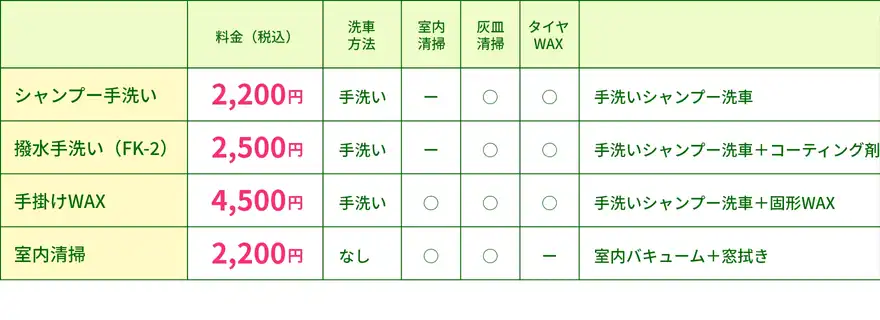 料金（税込） 洗車方法 室内清掃 灰皿清掃 タイヤWAX
シャンプー手洗い 2,200円 手洗い ー ○ ○ 手洗いシャンプー洗車
撥水手洗い（FK-2） 2,500円 手洗い ー ○ ○ 手洗いシャンプー洗車＋コーティング剤
手掛けWAX 4,500円 手洗い ○ ○ ○ 手洗いシャンプー洗車＋固形WAX
室内清掃 2,200円 なし ○ ○ ー 室内バキューム＋窓拭き